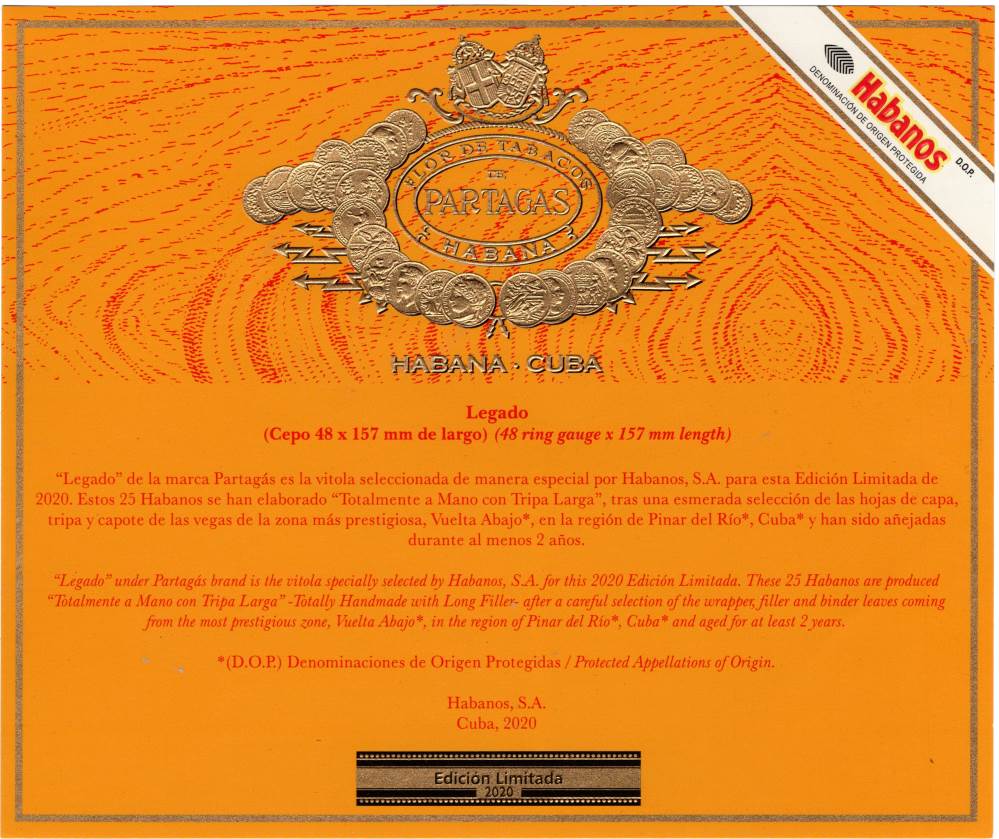 Habanos
DENOMINACIÓN DE ORIGEN PROTEGIDA
D.O.P.
FLOR DE TABACOS
DE
PARTAGAS
HABANA
HABANA · CUBA
Legado
(Cepo 48 x 157 mm de largo) (48 ring gauge x 157 mm length)
“Legado” de la marca Partagás es la vitola seleccionada de manera especial por Habanos, S.A. para esta Edición Limitada de
2020. Estos 25 Habanos se han elaborado “Totalmente a Mano con Tripa Larga”, tras una esmerada selección de las hojas de capa,
tripa y capote de las vegas de la zona más prestigiosa, Vuelta Abajo*, en la región de Pinar del Río*, Cuba* y han sido añejadas
durante al menos 2 años.
“Legado” under Partagás brand is the vitola specially selected by Habanos, S.A. for this 2020 Edición Limitada. These 25 Habanos are produced
“Totalmente a Mano con Tripa Larga” -Totally Handmade with Long Filler- after a careful selection of the wrapper, filler and binder leaves coming
from the most prestigious zone, Vuelta Abajo*, in the region of Pinar del Río*, Cuba* and aged for at least 2 years.
*(D.O.P.) Denominaciones de Origen Protegidas / Protected Appellations of Origin.
Habanos, S.A.
Cuba, 2020
Edición Limitada
2020